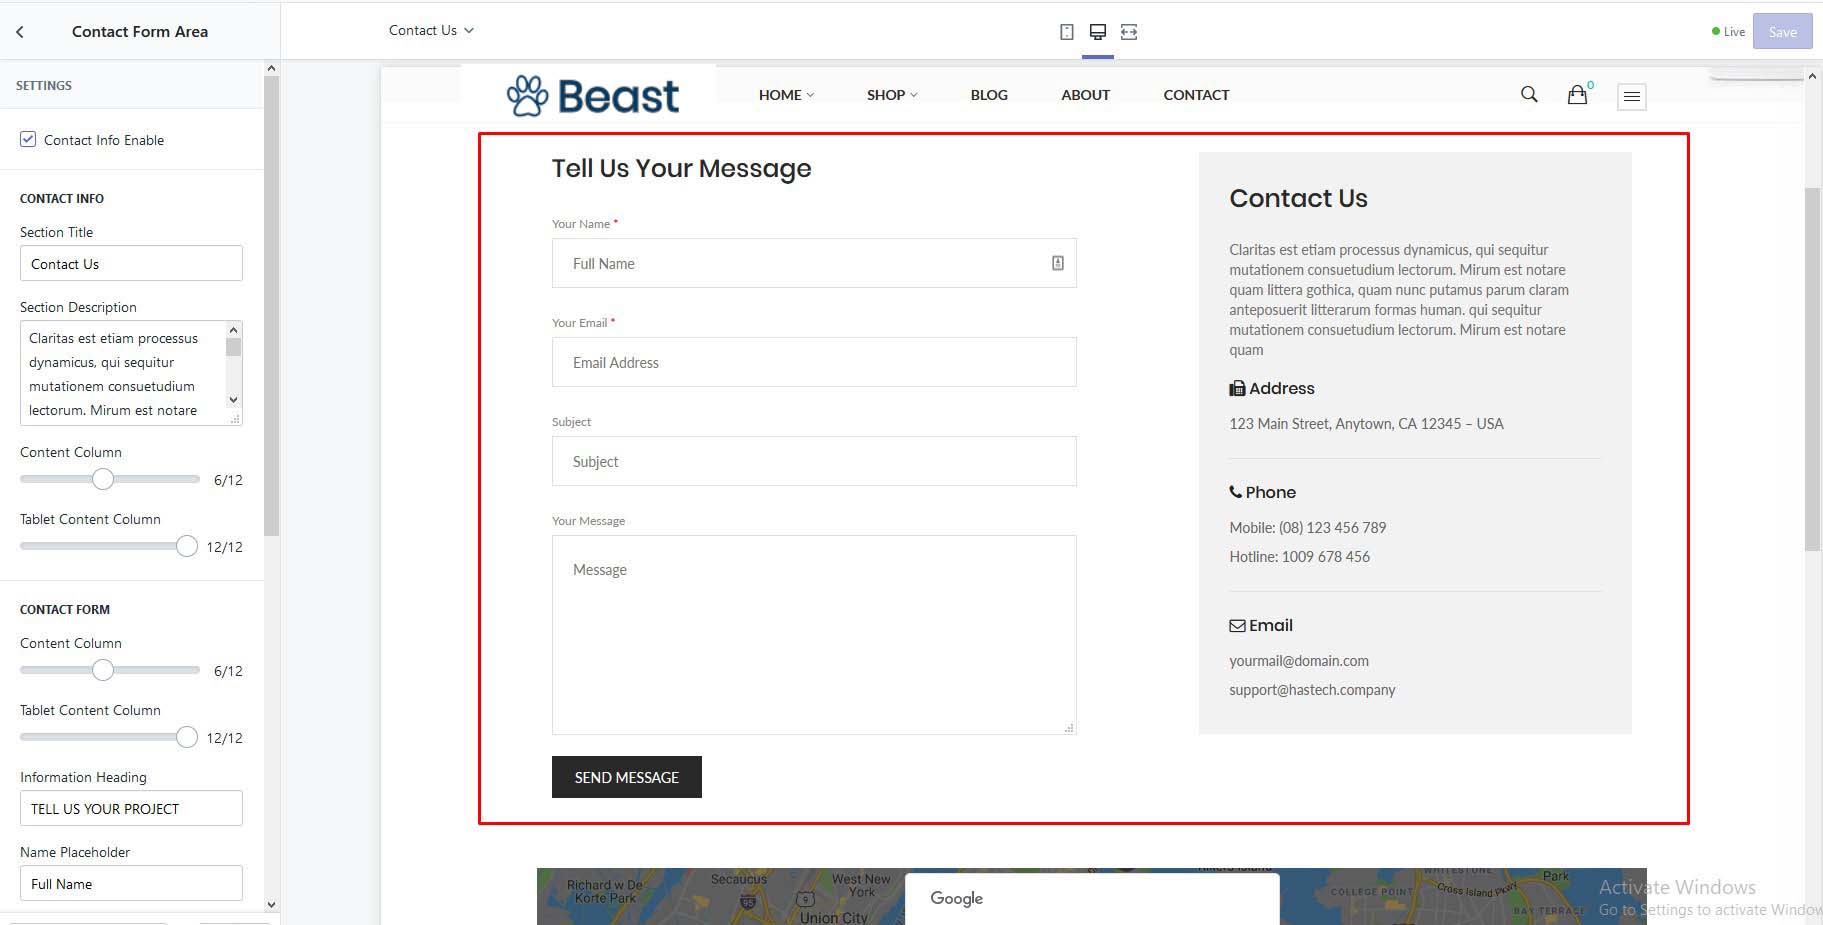 Contact Form Area
Contact Us
Live
Save
SETTINGS
Contact Info Enable
CONTACT INFO
Section Title
Contact Us
Section Description
Claritas est etiam processus
dynamicus, qui sequitur
mutationem consuetudium
lectorum. Mirum est notare
Content Column
6/12
Tablet Content Column
12/12
CONTACT FORM
Content Column
6/12
Tablet Content Column
12/12
Information Heading
TELL US YOUR PROJECT
Name Placeholder
Full Name
Beast
HOME
SHOP
BLOG
ABOUT
CONTACT
0
Tell Us Your Message
Your Name *
Full Name
Your Email *
Email Address
Subject
Subject
Your Message
Message
SEND MESSAGE
Contact Us
Claritas est etiam processus dynamicus, qui sequitur
mutationem consuetudium lectorum. Mirum est notare
quam littera gothica, quam nunc putamus parum claram
anteposuerit litterarum formas human. qui sequitur
mutationem consuetudium lectorum. Mirum est notare
quam
Address
123 Main Street, Anytown, CA 12345 – USA
Phone
Mobile: (08) 123 456 789
Hotline: 1009 678 456
Email
yourmail@domain.com
support@hastech.company
Richard w De
Korte Park
Secaucus
95
West New
York
9
Union City
Google
COLLEGE POINT
WHITESTONE
Cross Island Pkwy
Park
BAY TERRACE
Activate Windows
Go to Settings to activate Window